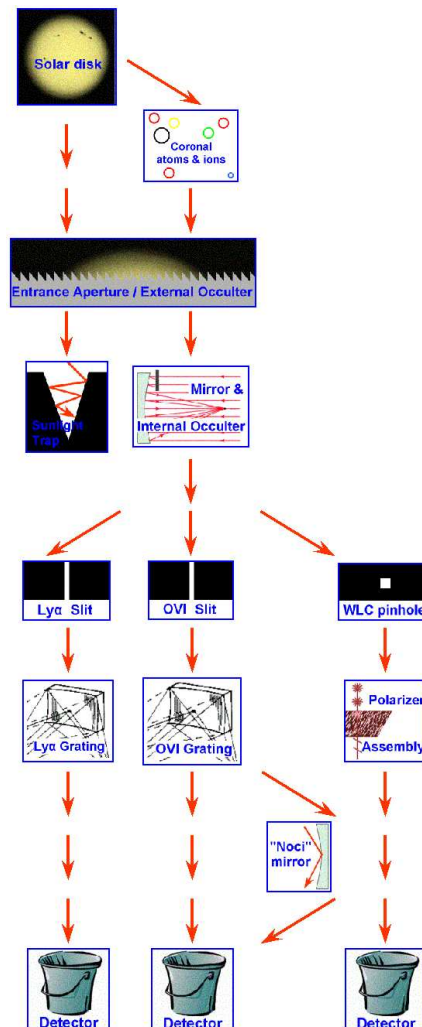 Solar disk
Coronal
atoms & ions
Entrance Aperture / External Occulter
Sunlight
Trap
Mirror &
Internal Occulter
Lyα Slit
OVI Slit
WLC pinhole
Lyα Grating
OVI Grating
Polarizer
Assembly
"Noci"
mirror
Detector
Detector
Detector